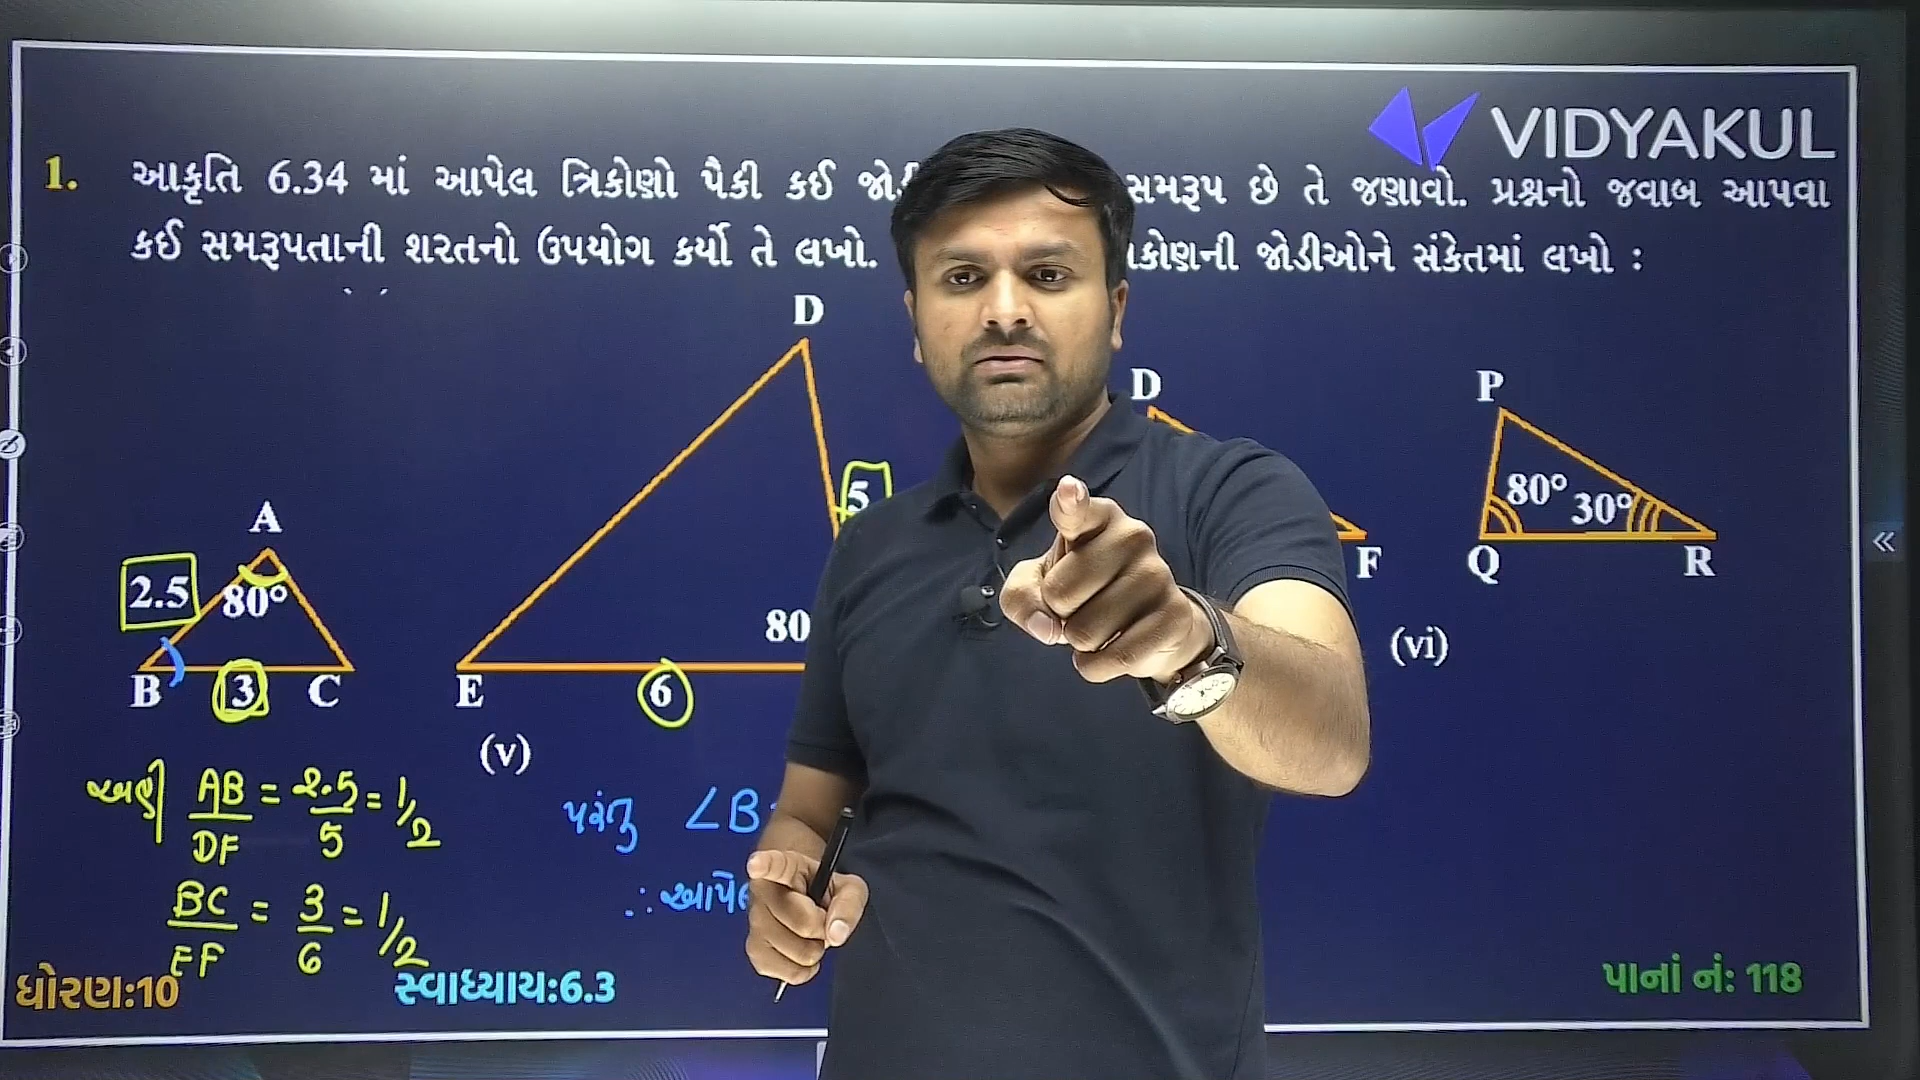 VIDYAKUL
1. આકૃતિ 6.34 માં આપેલ ત્રિકોણો પૈકી કઈ સમરૂપ છે તે જણાવો. પ્રશ્નનો જવાબ આપવા
કઈ સમરૂપતાની શરતનો ઉપયોગ કર્યો તે લખો. જોડીઓને સંકેતમાં લખો :
D
5
A
2.5
80°
B 3 C
E 6
80
(v)
D
F
P
80° 30°
Q R
(vi)
અહીં AB/DF = 2.5/5 = 1/2
BC/EF = 3/6 = 1/2
પરંતુ ∠B
∴
ધોરણ:10
સ્વાધ્યાય:6.3
પાનાં નં: 118